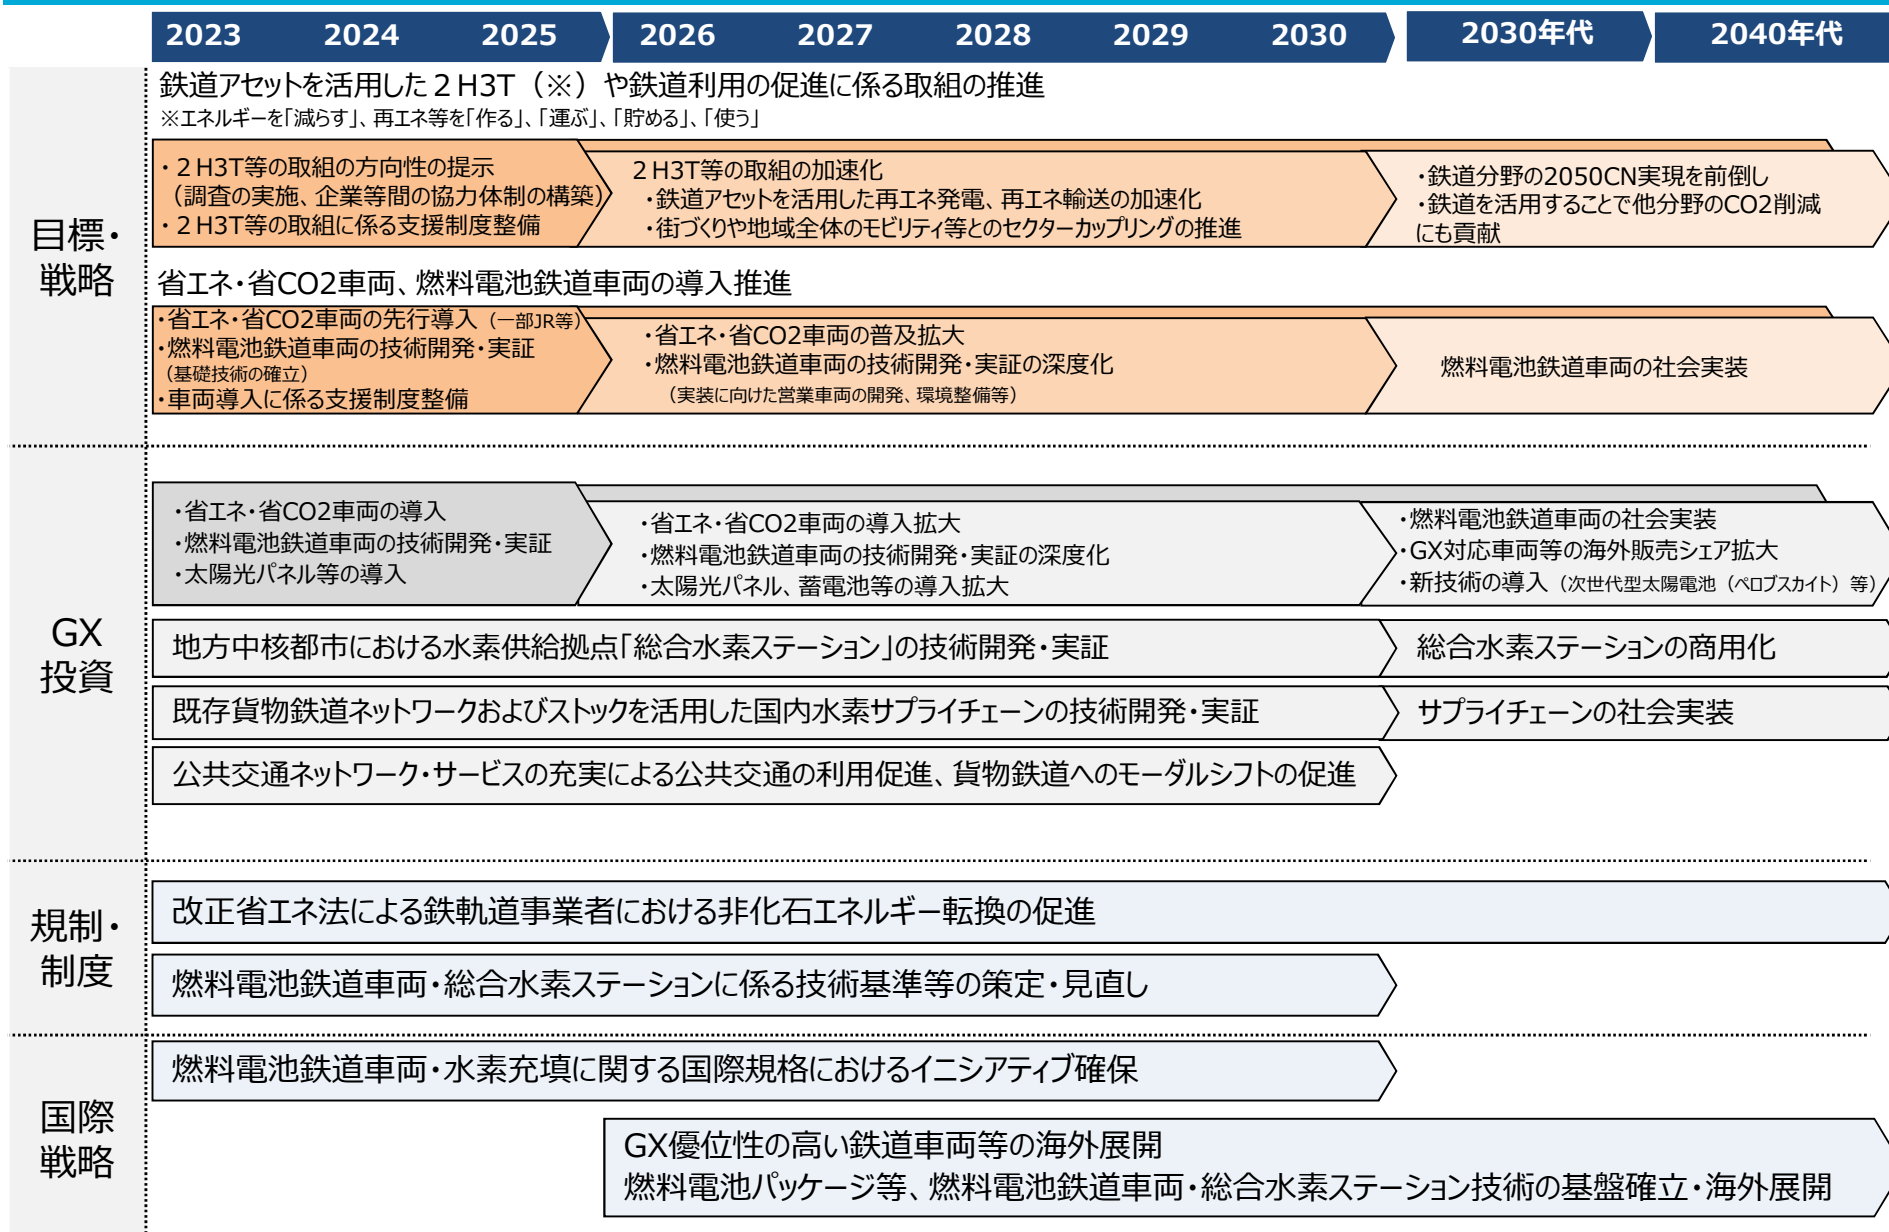 2023 2024 2025 2026 2027 2028 2029 2030 2030年代 2040年代
目標・
戦略
鉄道アセットを活用した２H3T（※）や鉄道利用の促進に係る取組の推進
※エネルギーを「減らす」、再エネ等を「作る」、「運ぶ」、「貯める」、「使う」
・２H3T等の取組の方向性の提示
（調査の実施、企業等間の協力体制の構築）
・２H3T等の取組に係る支援制度整備
２H3T等の取組の加速化
・鉄道アセットを活用した再エネ発電、再エネ輸送の加速化
・街づくりや地域全体のモビリティ等とのセクターカップリングの推進
・鉄道分野の2050CN実現を前倒し
・鉄道を活用することで他分野のCO2削減
にも貢献
省エネ・省CO2車両、燃料電池鉄道車両の導入推進
・省エネ・省CO2車両の先行導入（一部JR等）
・燃料電池鉄道車両の技術開発・実証
（基礎技術の確立）
・車両導入に係る支援制度整備
・省エネ・省CO2車両の普及拡大
・燃料電池鉄道車両の技術開発・実証の深度化
（実装に向けた営業車両の開発、環境整備等）
燃料電池鉄道車両の社会実装
GX
投資
・省エネ・省CO2車両の導入
・燃料電池鉄道車両の技術開発・実証
・太陽光パネル等の導入
・省エネ・省CO2車両の導入拡大
・燃料電池鉄道車両の技術開発・実証の深度化
・太陽光パネル、蓄電池等の導入拡大
・燃料電池鉄道車両の社会実装
・GX対応車両等の海外販売シェア拡大
・新技術の導入（次世代型太陽電池（ペロブスカイト）等）
地方中核都市における水素供給拠点「総合水素ステーション」の技術開発・実証
総合水素ステーションの商用化
既存貨物鉄道ネットワークおよびストックを活用した国内水素サプライチェーンの技術開発・実証
サプライチェーンの社会実装
公共交通ネットワーク・サービスの充実による公共交通の利用促進、貨物鉄道へのモーダルシフトの促進
規制・
制度
改正省エネ法による鉄軌道事業者における非化石エネルギー転換の促進
燃料電池鉄道車両・総合水素ステーションに係る技術基準等の策定・見直し
国際
戦略
燃料電池鉄道車両・水素充填に関する国際規格におけるイニシアティブ確保
GX優位性の高い鉄道車両等の海外展開
燃料電池パッケージ等、燃料電池鉄道車両・総合水素ステーション技術の基盤確立・海外展開